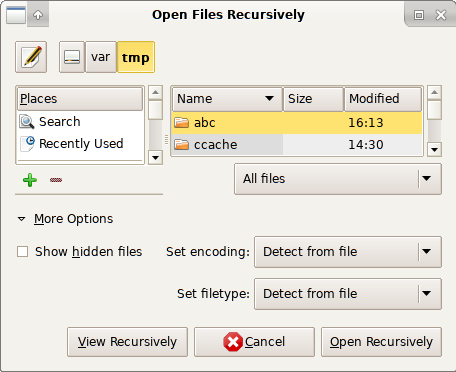 Open Files Recursively
var tmp
Places
Search
Recently Used
Name Size Modified
abc 16:13
ccache 14:30
All files
More Options
Show hidden files Set encoding: Detect from file
Set filetype: Detect from file
View Recursively Cancel Open Recursively